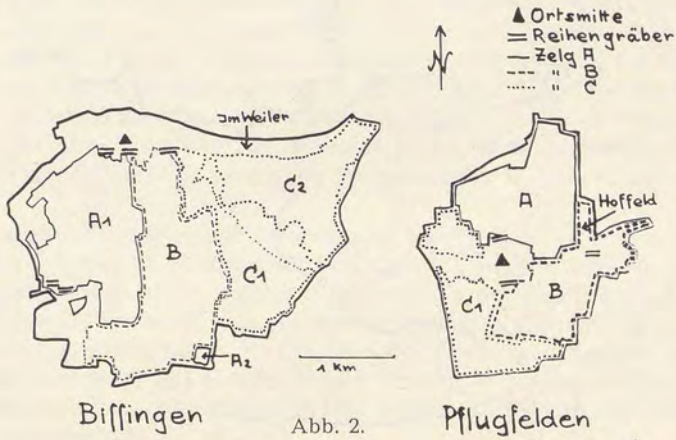 ▲ Ortsmitte
= Reihengräber
— Zelg A
--- " B
..... " C
N
Im Weiler
A1
B
C2
C1
A2
1 Km
Biſſingen
Abb. 2.
A
Hoffeld
B
C1
Pflugfelden